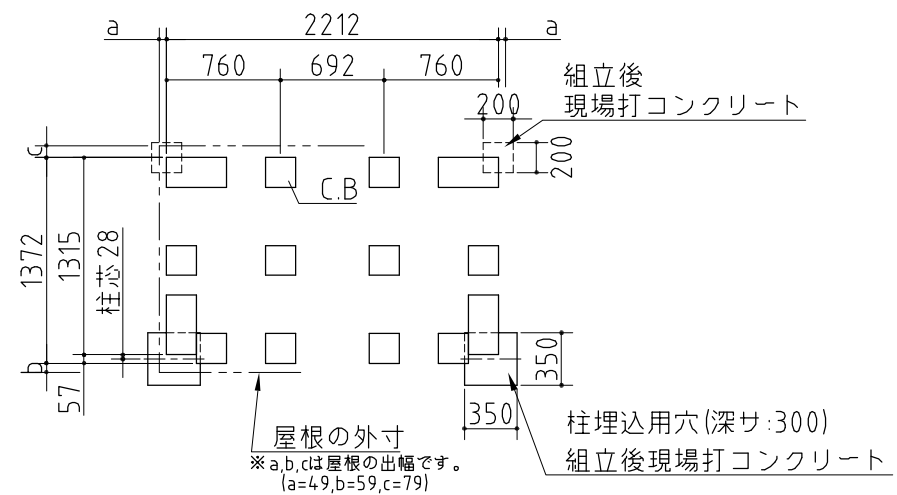 a
2212
a
760
692
760
組立後
現場打コンクリート
200
200
c
C.B
1372
1315
柱芯28
b
57
350
350
屋根の外寸
※a,b,cは屋根の出幅です。
(a=49,b=59,c=79)
柱埋込用穴(深サ:300)
組立後現場打コンクリート